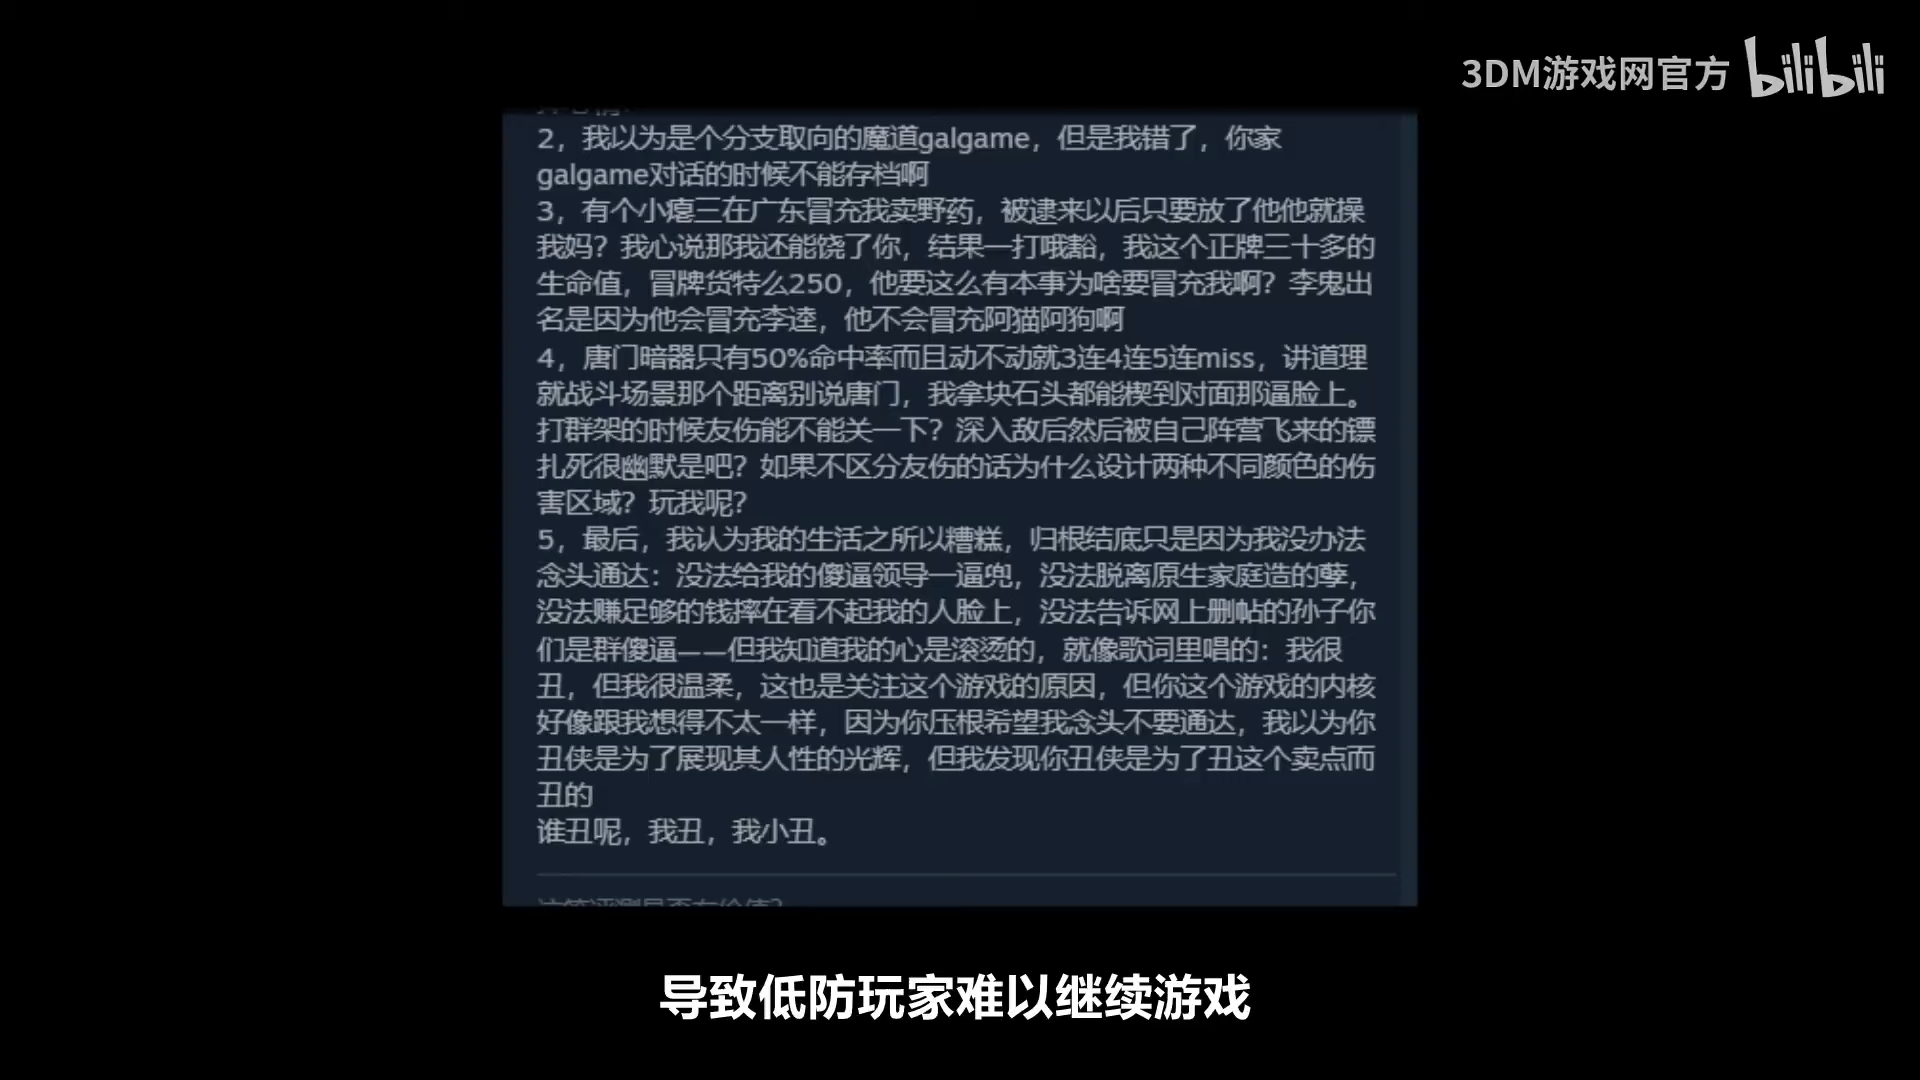 3DM游戏网官方 bilibili
2，我以为是个分支取向的魔道galgame，但是我错了，你家
galgame对话的时候不能存档啊
3，有个小瘪三在广东冒充我卖野药，被逮来以后只要放了他他就操
我妈？我心说那我还能饶了你，结果一打哦豁，我这个正牌三十多的
生命值，冒牌货特么250，他要这么有本事为啥要冒充我啊？李鬼出
名是因为他会冒充李逵，他不会冒充阿猫阿狗啊
4，唐门暗器只有50%命中率而且动不动就3连4连5连miss，讲道理
就战斗场景那个距离别说唐门，我拿块石头都能楔到对面那逼脸上。
打群架的时候友伤能不能关一下？深入敌后然后被自己阵营飞来的镖
扎死很幽默是吧？如果不区分友伤的话为什么设计两种不同颜色的伤
害区域？玩我呢？
5，最后，我认为我的生活之所以糟糕，归根结底只是因为我没办法
念头通达：没法给我的傻逼领导一逼兜，没法脱离原生家庭造的孽，
没法赚足够的钱摔在看不起我的人脸上，没法告诉网上删帖的孙子你
们是群傻逼——但我知道我的心是滚烫的，就像歌词里唱的：我很
丑，但我很温柔，这也是关注这个游戏的原因，但你这个游戏的内核
好像跟我想得不太一样，因为你压根希望我念头不要通达，我以为你
丑侠是为了展现其人性的光辉，但我发现你丑侠是为了丑这个卖点而
丑的
谁丑呢，我丑，我小丑。
导致低防玩家难以继续游戏